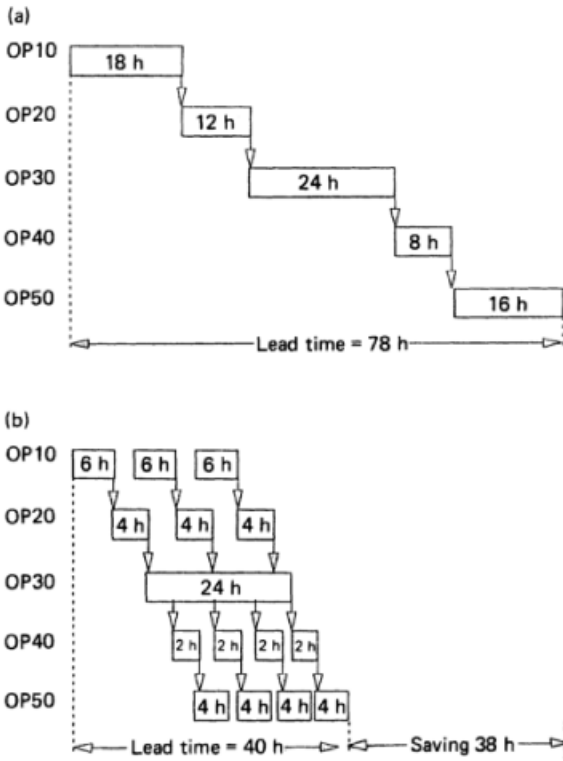 (a)
OP10
18 h
OP20
12 h
OP30
24 h
OP40
8 h
OP50
16 h
Lead time = 78 h
(b)
OP10
6 h 6 h 6 h
OP20
4 h 4 h 4 h
OP30
24 h
OP40
2 h 2 h 2 h 2 h
OP50
4 h 4 h 4 h 4 h
Lead time = 40 h Saving 38 h